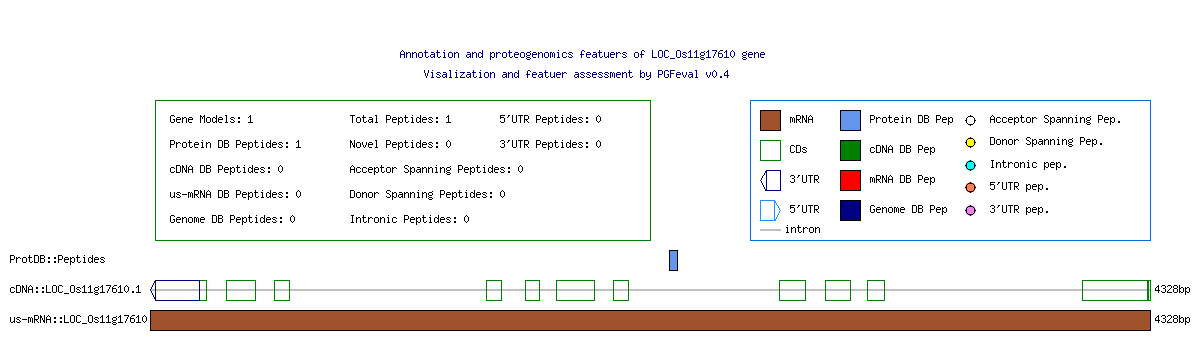 Annotation and proteogenomics featuers of LOC_Os11g17610 gene
Visalization and featuer assessment by PGFeval v0.4
Gene Models: 1 Total Peptides: 1 5'UTR Peptides: 0
Protein DB Peptides: 1 Novel Peptides: 0 3'UTR Peptides: 0
cDNA DB Peptides: 0 Acceptor Spanning Peptides: 0
us-mRNA DB Peptides: 0 Donor Spanning Peptides: 0
Genome DB Peptides: 0 Intronic Peptides: 0
mRNA Protein DB Pep Acceptor Spanning Pep.
CDs cDNA DB Pep Donor Spanning Pep.
3'UTR mRNA DB Pep Intronic pep.
5'UTR Genome DB Pep 5'UTR pep.
intron 3'UTR pep.
ProtDB::Peptides
cDNA::LOC_Os11g17610.1 4328bp
us-mRNA::LOC_Os11g17610 4328bp